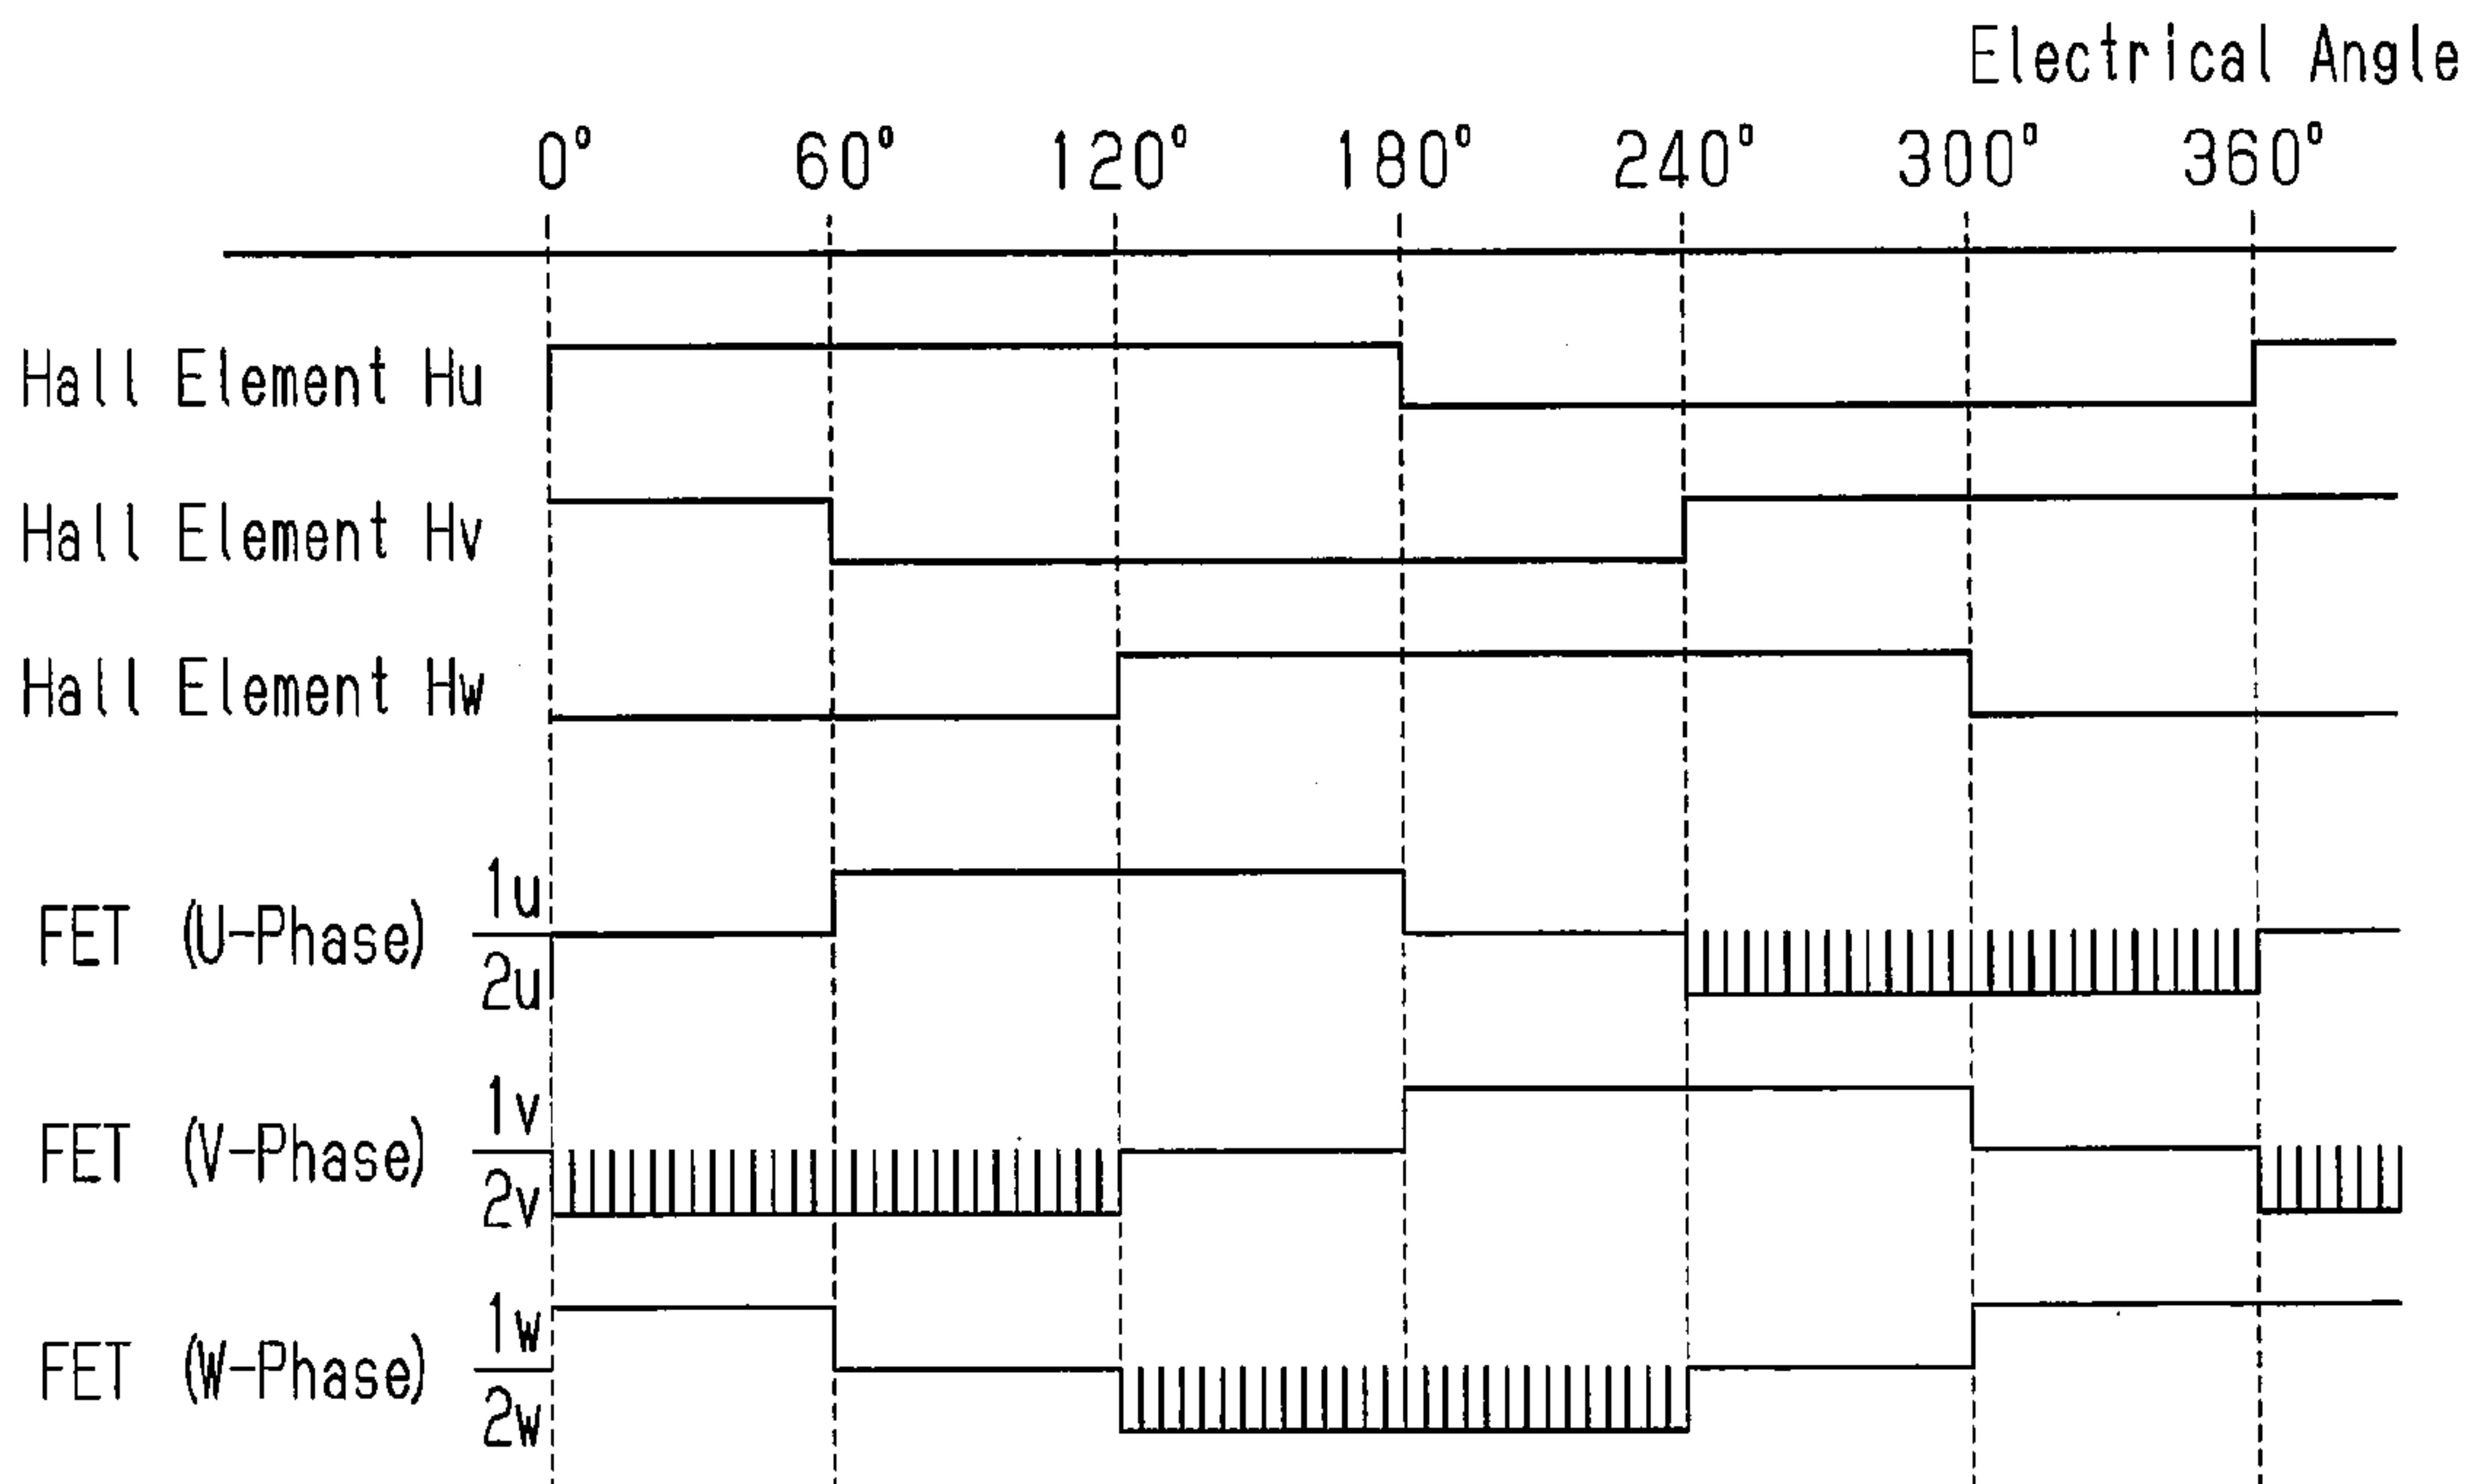 Electrical Angle
0° 60° 120° 180° 240° 300° 360°
Hall Element Hu
Hall Element Hv
Hall Element Hw
FET (U-Phase) 1u
2u
FET (V-Phase) 1v
2v
FET (W-Phase) 1w
2w